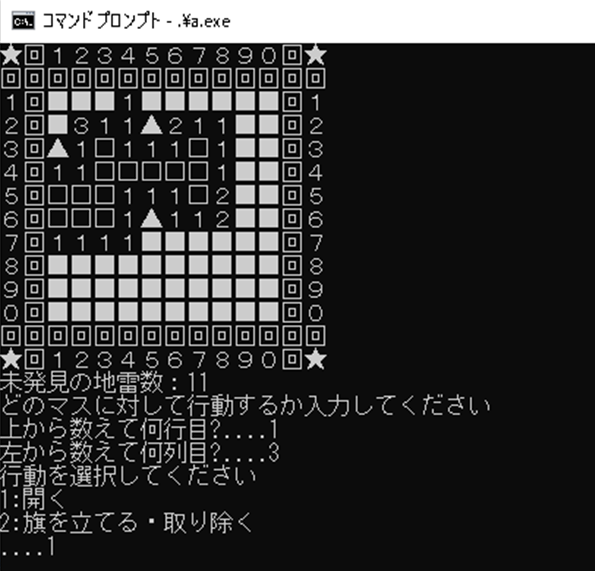 コマンド プロンプト - .\a.exe
★回１２３４５６７８９０回★
回回回回回回回回回回回回回回
１回■■■１■■■■■■回１
２回■３１１▲２１１■■回２
３回▲１□１１１□１■■回３
４回１１□□□□□１■■回４
５回□□□１１１□２■■回５
６回□□□１▲１１２■■回６
７回１１１１■■■■■■回７
８回■■■■■■■■■■回８
９回■■■■■■■■■■回９
０回■■■■■■■■■■回０
回回回回回回回回回回回回回回
★回１２３４５６７８９０回★
未発見の地雷数：11
どのマスに対して行動するか入力してください
上から数えて何行目?....1
左から数えて何列目?....3
行動を選択してください
1:開く
2:旗を立てる・取り除く
....1